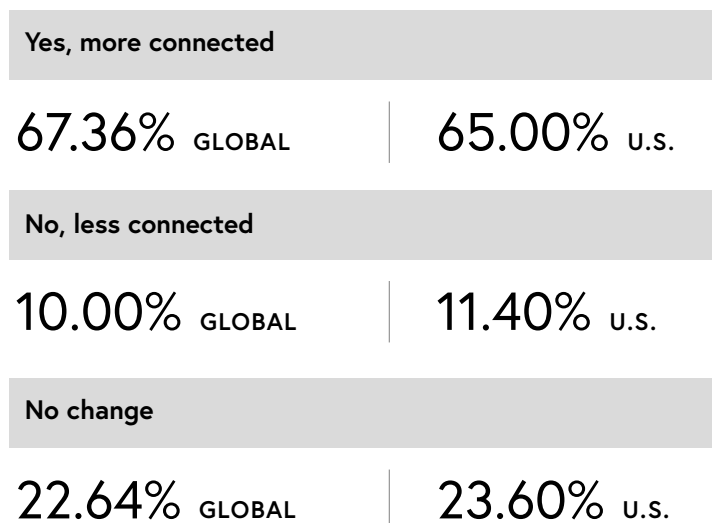 Yes, more connected
67.36% GLOBAL 65.00% U.S.
No, less connected
10.00% GLOBAL 11.40% U.S.
No change
22.64% GLOBAL 23.60% U.S.